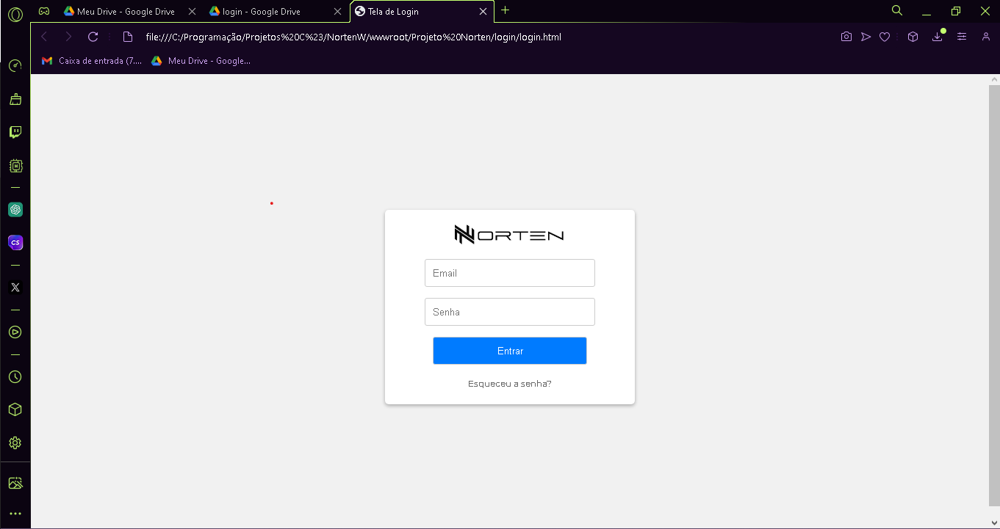 Meu Drive - Google Drive
login - Google Drive
Tela de Login
file:///C:/Programação/Projetos%20C%23/NortenW/wwwroot/Projeto%20Norten/login/login.html
Caixa de entrada (7....
Meu Drive - Google...
M
CS
X
NORTEN
Email
Senha
Entrar
Esqueceu a senha?